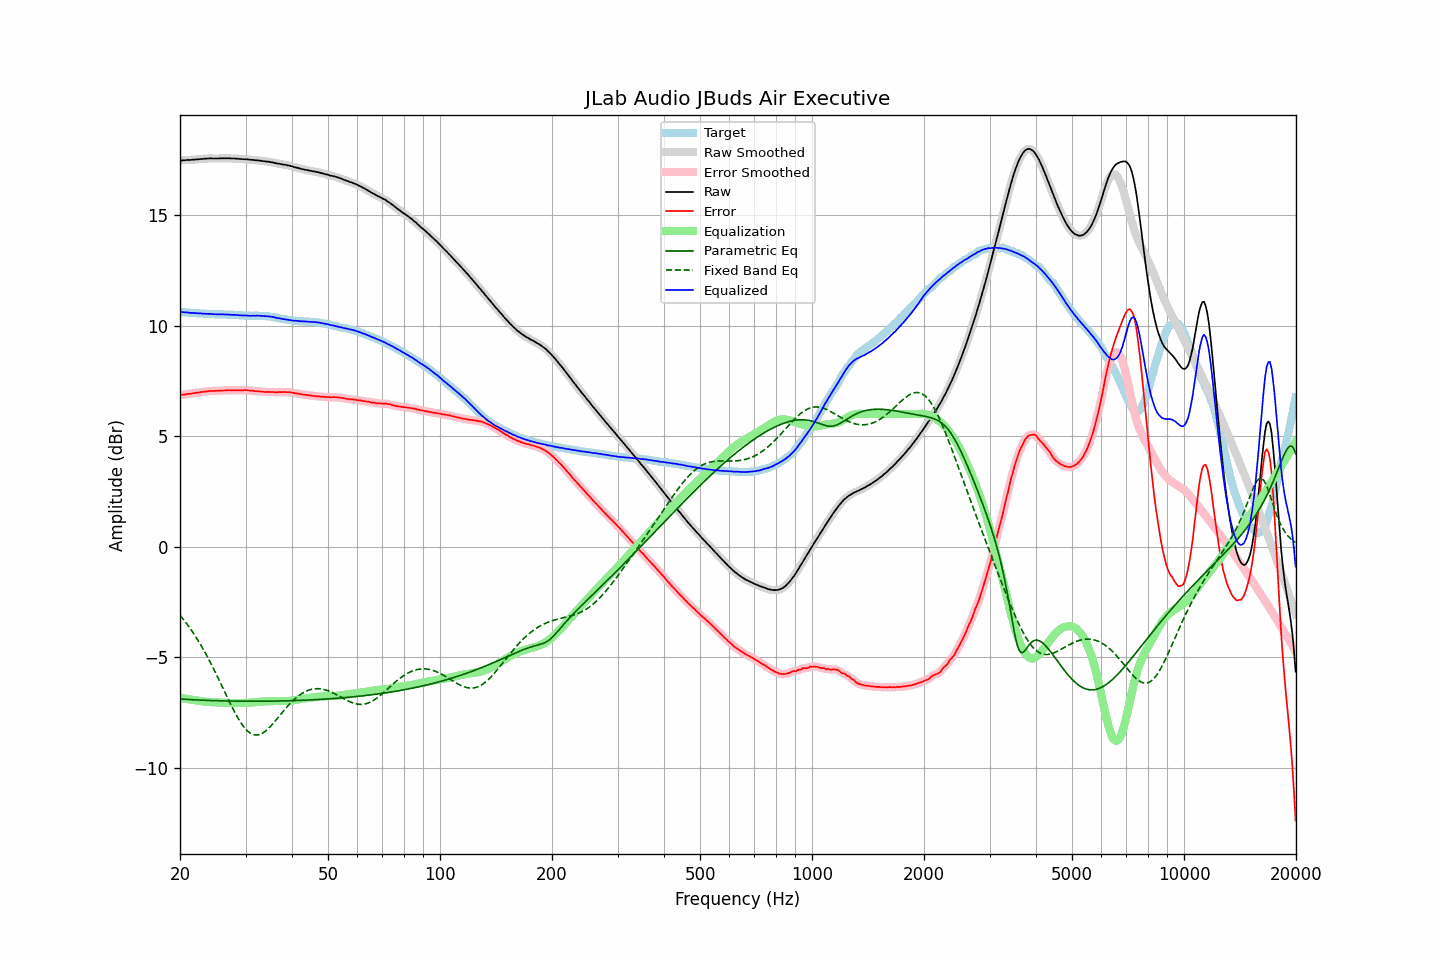 JLab Audio JBuds Air Executive
Target
Raw Smoothed
Error Smoothed
Raw
Error
Equalization
Parametric Eq
Fixed Band Eq
Equalized
Amplitude (dBr)
15
10
5
0
−5
−10
20
50
100
200
500
1000
2000
5000
10000
20000
Frequency (Hz)